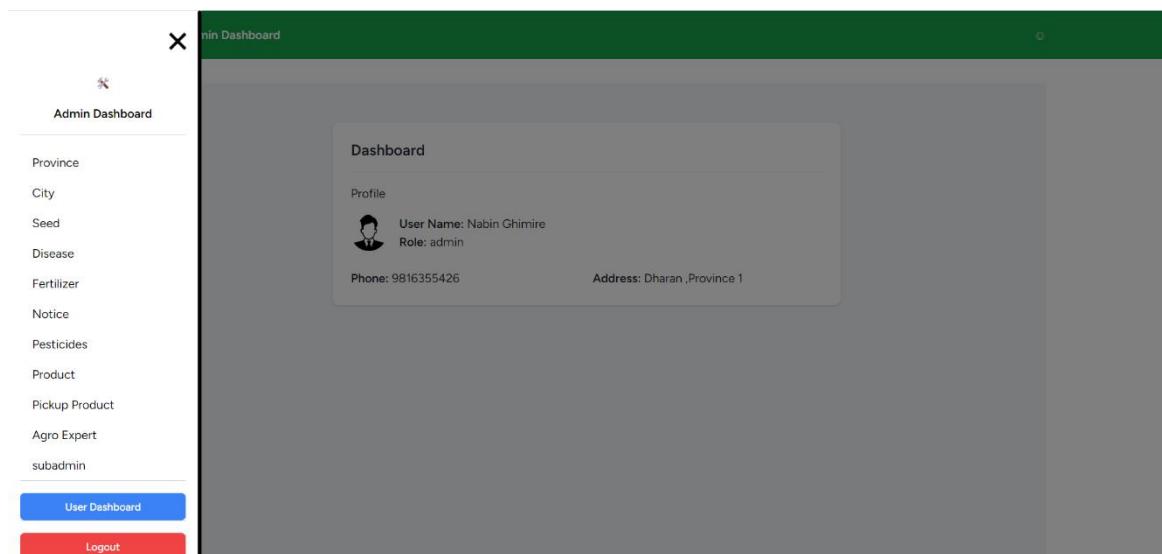 min Dashboard
Admin Dashboard
Province
City
Seed
Disease
Fertilizer
Notice
Pesticides
Product
Pickup Product
Agro Expert
subadmin
User Dashboard
Logout
Dashboard
Profile
User Name: Nabin Ghimire
Role: admin
Phone: 9816355426 Address: Dharan ,Province 1